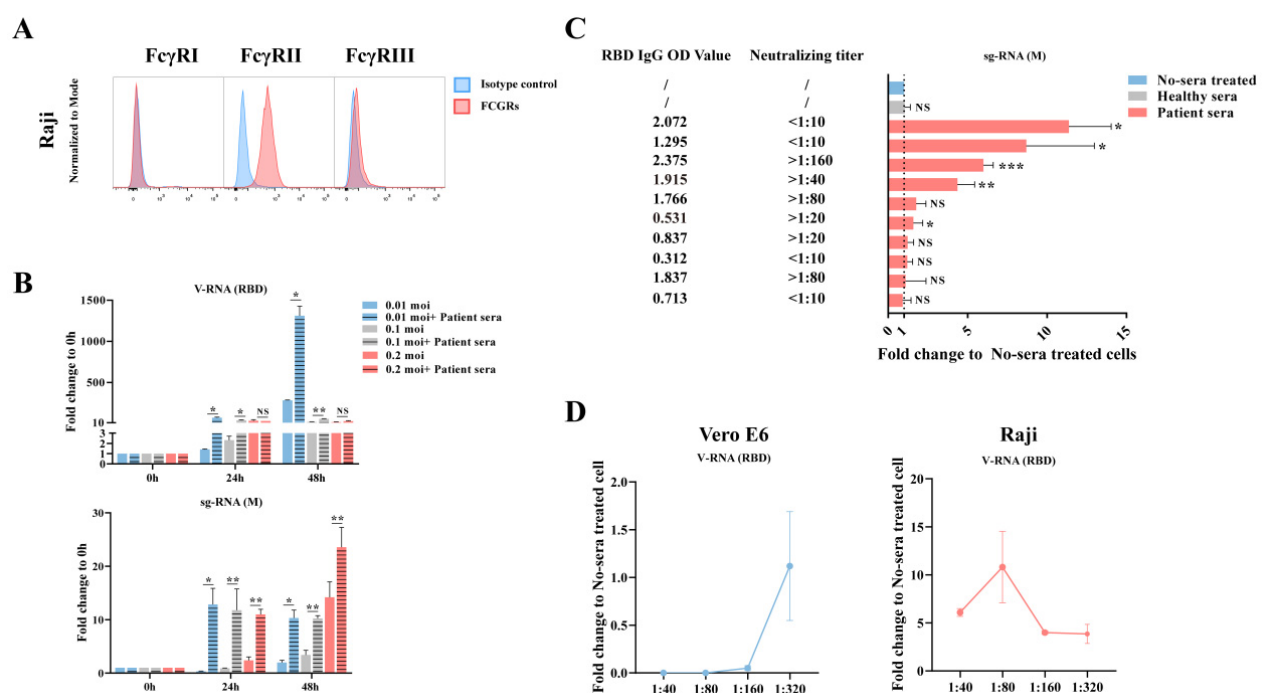 A
FcγRI
FcγRII
FcγRIII
Isotype control
FCGRs
Raji
Normalized to Mode
B
V-RNA (RBD)
Fold change to 0h
1500
1000
500
10
3
2
1
0
0h
24h
48h
*
*
NS
*
**
NS
0.01 moi
0.01 moi+ Patient sera
0.1 moi
0.1 moi+ Patient sera
0.2 moi
0.2 moi+ Patient sera
sg-RNA (M)
Fold change to 0h
30
20
10
0
0h
24h
48h
*
**
**
*
**
**
C
RBD IgG OD Value Neutralizing titer
/ /
/ /
2.072 <1:10
1.295 <1:10
2.375 >1:160
1.915 >1:40
1.766 >1:80
0.531 >1:20
0.837 >1:20
0.312 <1:10
1.837 >1:80
0.713 <1:10
sg-RNA (M)
NS
*
*
***
**
NS
*
NS
NS
NS
NS
0 1 5 10 15
Fold change to No-sera treated cells
No-sera treated
Healthy sera
Patient sera
D
Vero E6
V-RNA (RBD)
Fold change to No-sera treated cell
2.0
1.5
1.0
0.5
0.0
1:40 1:80 1:160 1:320
Raji
V-RNA (RBD)
Fold change to No-sera treated cell
20
15
10
5
0
1:40 1:80 1:160 1:320